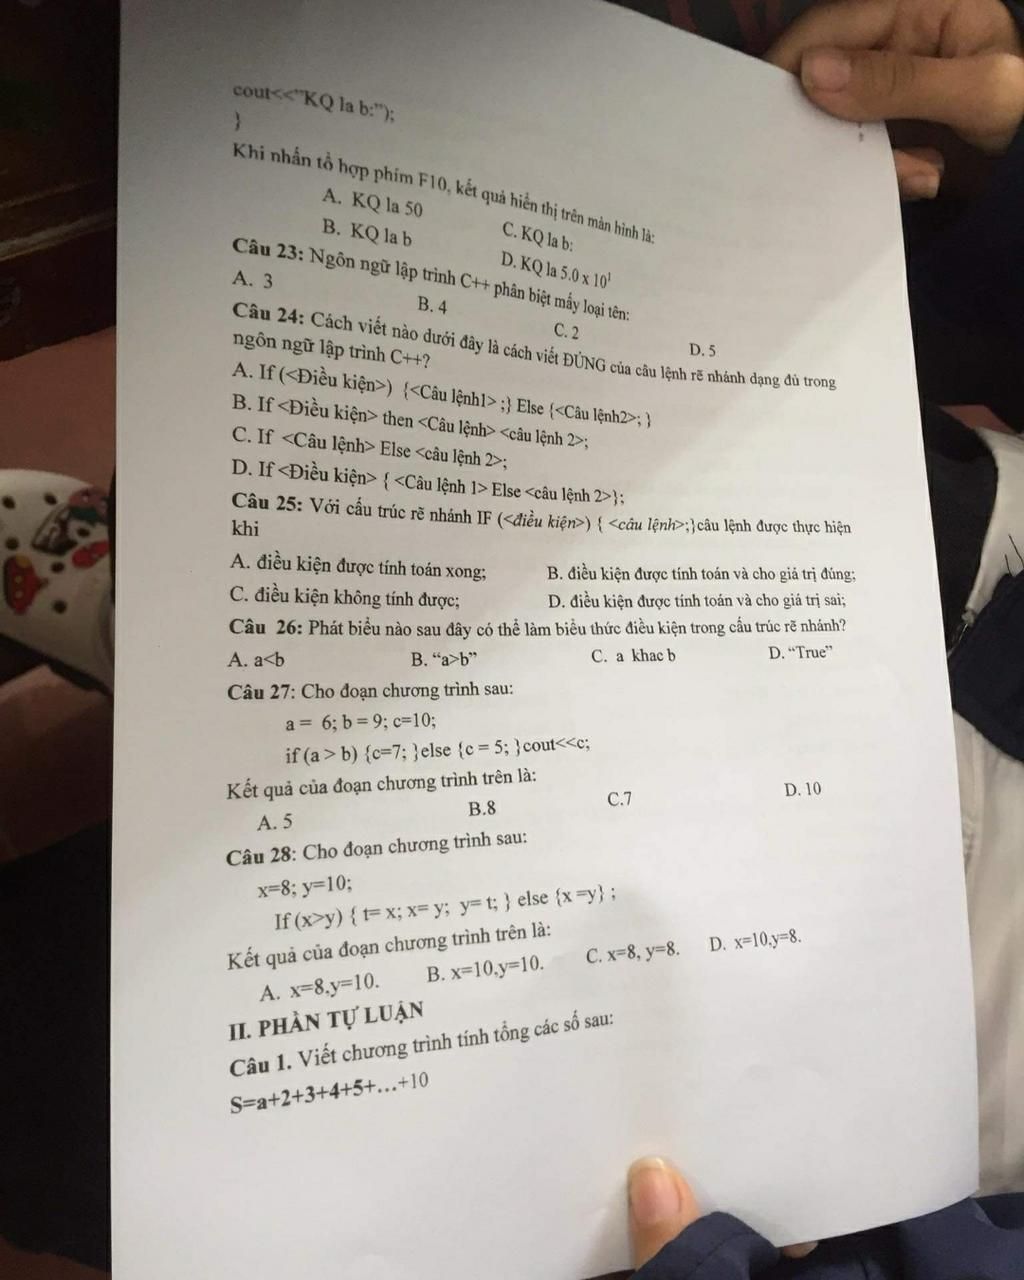 cout<<"KQ la b:");
}
Khi nhấn tổ hợp phím F10, kết quả hiển thị trên màn hình là:
A. KQ la 50
C. KQ la b:
B. KQ la b
D. KQ la 5.0 x 10¹
Câu 23: Ngôn ngữ lập trình C++ phân biệt mấy loại tên:
A. 3 B. 4 C. 2 D. 5
Câu 24: Cách viết nào dưới đây là cách viết ĐÚNG của câu lệnh rẽ nhánh dạng đủ trong
ngôn ngữ lập trình C++?
A. If (<Điều kiện>) {<Câu lệnh1> ;} Else {<Câu lệnh2>; }
B. If <Điều kiện> then <Câu lệnh> <câu lệnh 2>;
C. If <Câu lệnh> Else <câu lệnh 2>;
D. If <Điều kiện> { <Câu lệnh 1> Else <câu lệnh 2>};
Câu 25: Với cấu trúc rẽ nhánh IF (<điều kiện>) { <câu lệnh>;}câu lệnh được thực hiện
khi
A. điều kiện được tính toán xong; B. điều kiện được tính toán và cho giá trị đúng;
C. điều kiện không tính được; D. điều kiện được tính toán và cho giá trị sai;
Câu 26: Phát biểu nào sau đây có thể làm biểu thức điều kiện trong cấu trúc rẽ nhánh?
A. a<b B. “a>b” C. a khac b D. “True”
Câu 27: Cho đoạn chương trình sau:
a = 6; b = 9; c=10;
if (a > b) {c=7; }else {c = 5; }cout<<c;
Kết quả của đoạn chương trình trên là:
A. 5 B.8 C.7 D. 10
Câu 28: Cho đoạn chương trình sau:
x=8; y=10;
If (x>y) { t= x; x= y; y= t; } else {x =y} ;
Kết quả của đoạn chương trình trên là:
A. x=8,y=10. B. x=10,y=10. C. x=8, y=8. D. x=10,y=8.
II. PHẦN TỰ LUẬN
Câu 1. Viết chương trình tính tổng các số sau:
S=a+2+3+4+5+...+10